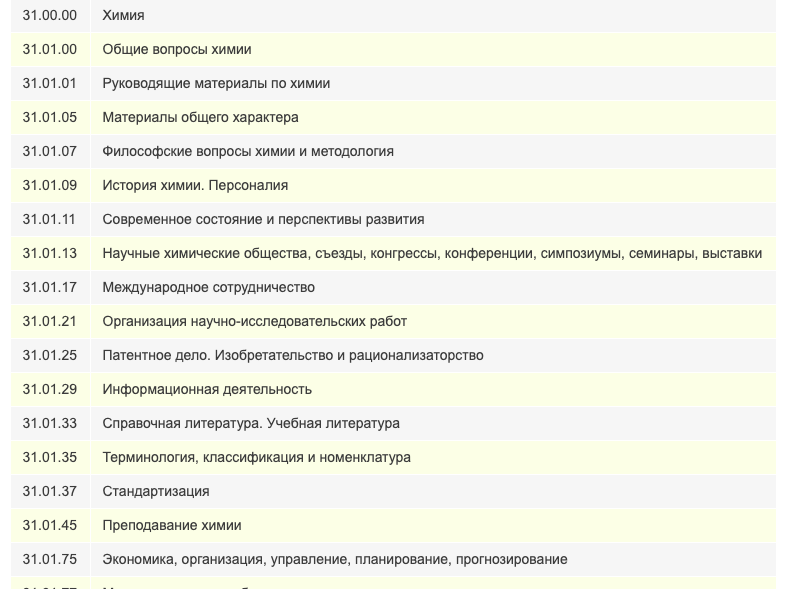 31.00.00 Химия
31.01.00 Общие вопросы химии
31.01.01 Руководящие материалы по химии
31.01.05 Материалы общего характера
31.01.07 Философские вопросы химии и методология
31.01.09 История химии. Персоналия
31.01.11 Современное состояние и перспективы развития
31.01.13 Научные химические общества, съезды, конгрессы, конференции, симпозиумы, семинары, выставки
31.01.17 Международное сотрудничество
31.01.21 Организация научно-исследовательских работ
31.01.25 Патентное дело. Изобретательство и рационализаторство
31.01.29 Информационная деятельность
31.01.33 Справочная литература. Учебная литература
31.01.35 Терминология, классификация и номенклатура
31.01.37 Стандартизация
31.01.45 Преподавание химии
31.01.75 Экономика, организация, управление, планирование, прогнозирование